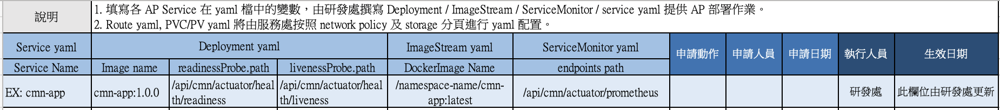 說明
1. 填寫各 AP Service 在 yaml 檔中的變數，由研發處撰寫 Deployment / ImageStream / ServiceMonitor / service yaml 提供 AP 部署作業。
2. Route yaml, PVC/PV yaml 將由服務處按照 network policy 及 storage 分頁進行 yaml 配置。
Service yaml
Deployment yaml
ImageStream yaml
ServiceMonitor yaml
申請動作
申請人員
申請日期
執行人員
生效日期
Service Name
Image name
readinessProbe.path
livenessProbe.path
DockerImage Name
endpoints path
EX: cmn-app
cmn-app:1.0.0
/api/cmn/actuator/heal
th/readiness
/api/cmn/actuator/heal
th/liveness
/namespace-name/cmn-
app:latest
/api/cmn/actuator/prometheus
研發處
此欄位由研發處更新